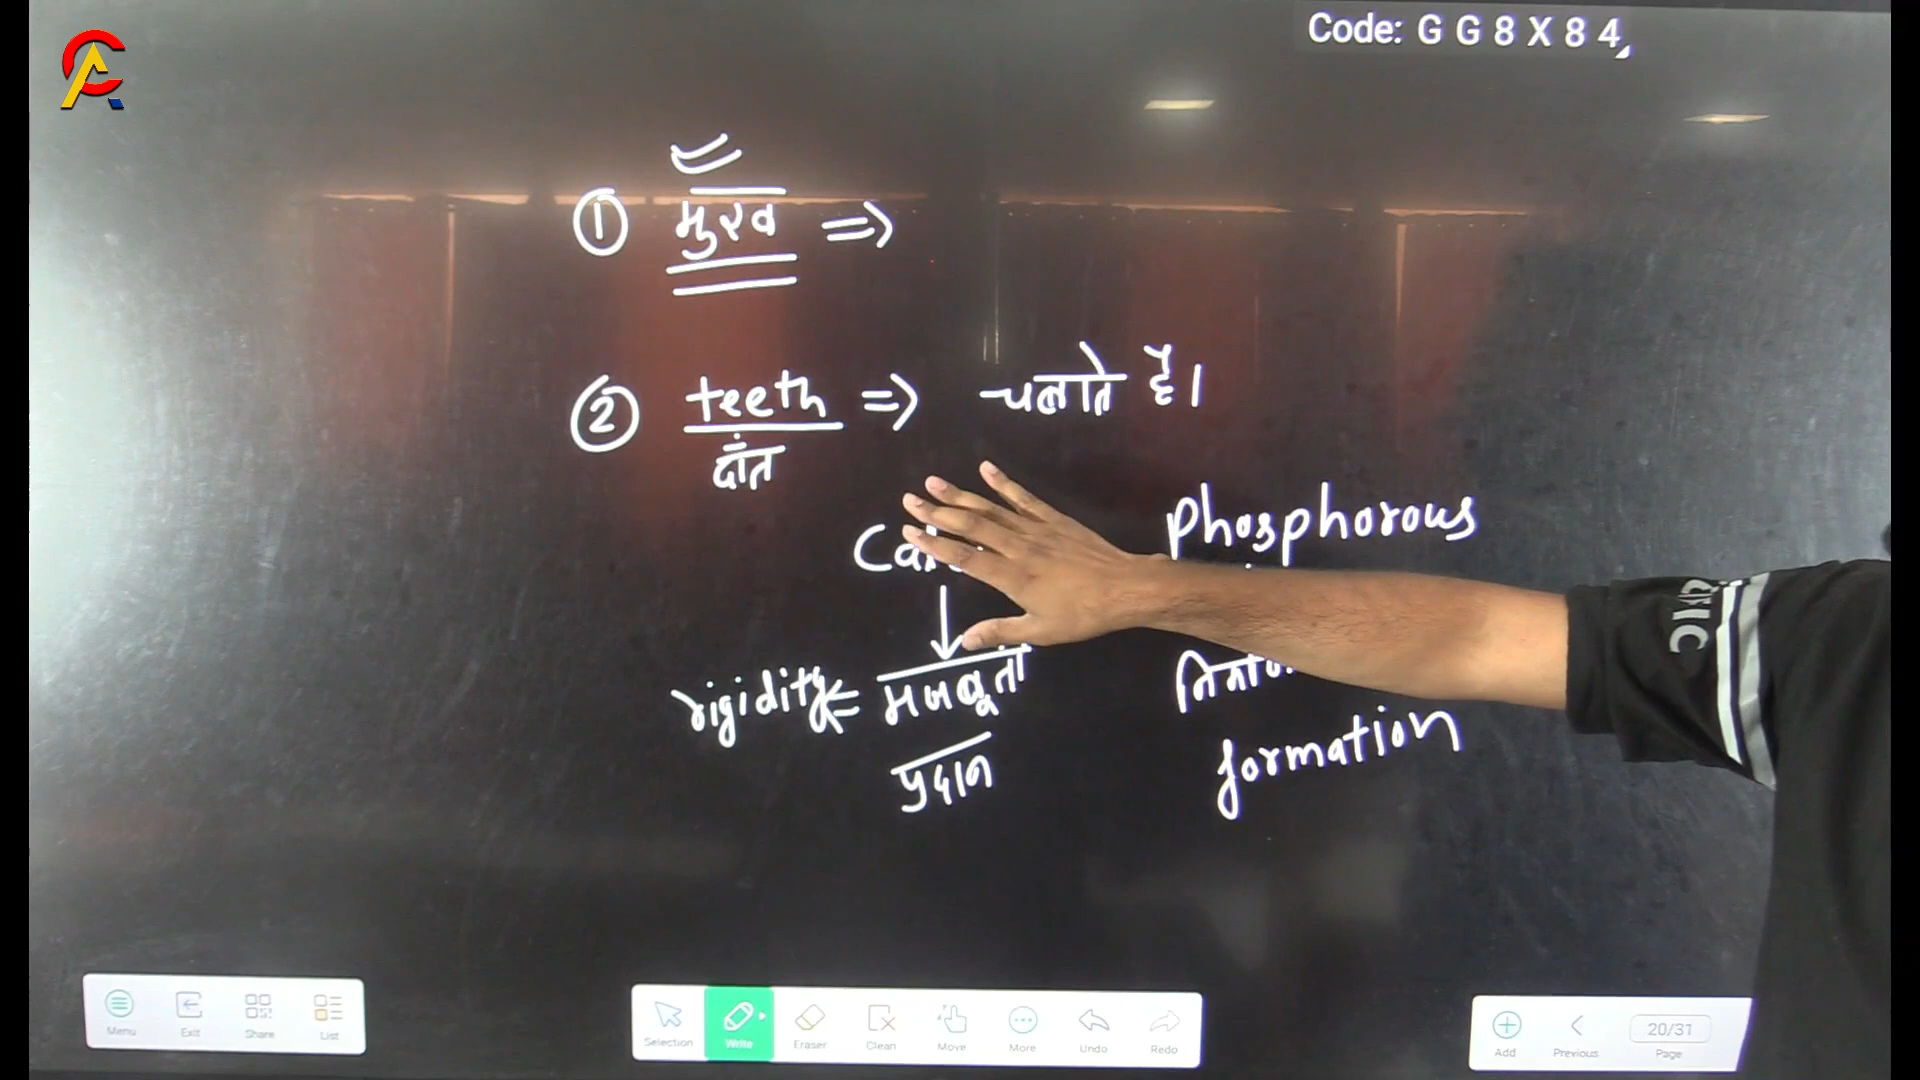 Code: G G 8 X 8 4
① मुख =>
② teeth => चलाते है।
दाँत
Phosphorous
rigidity <= मजबूती
प्रदान
formation
Menu Exit Share List
Selection Write Eraser Clean Move More Undo Redo
Add Previous 20/31 Page